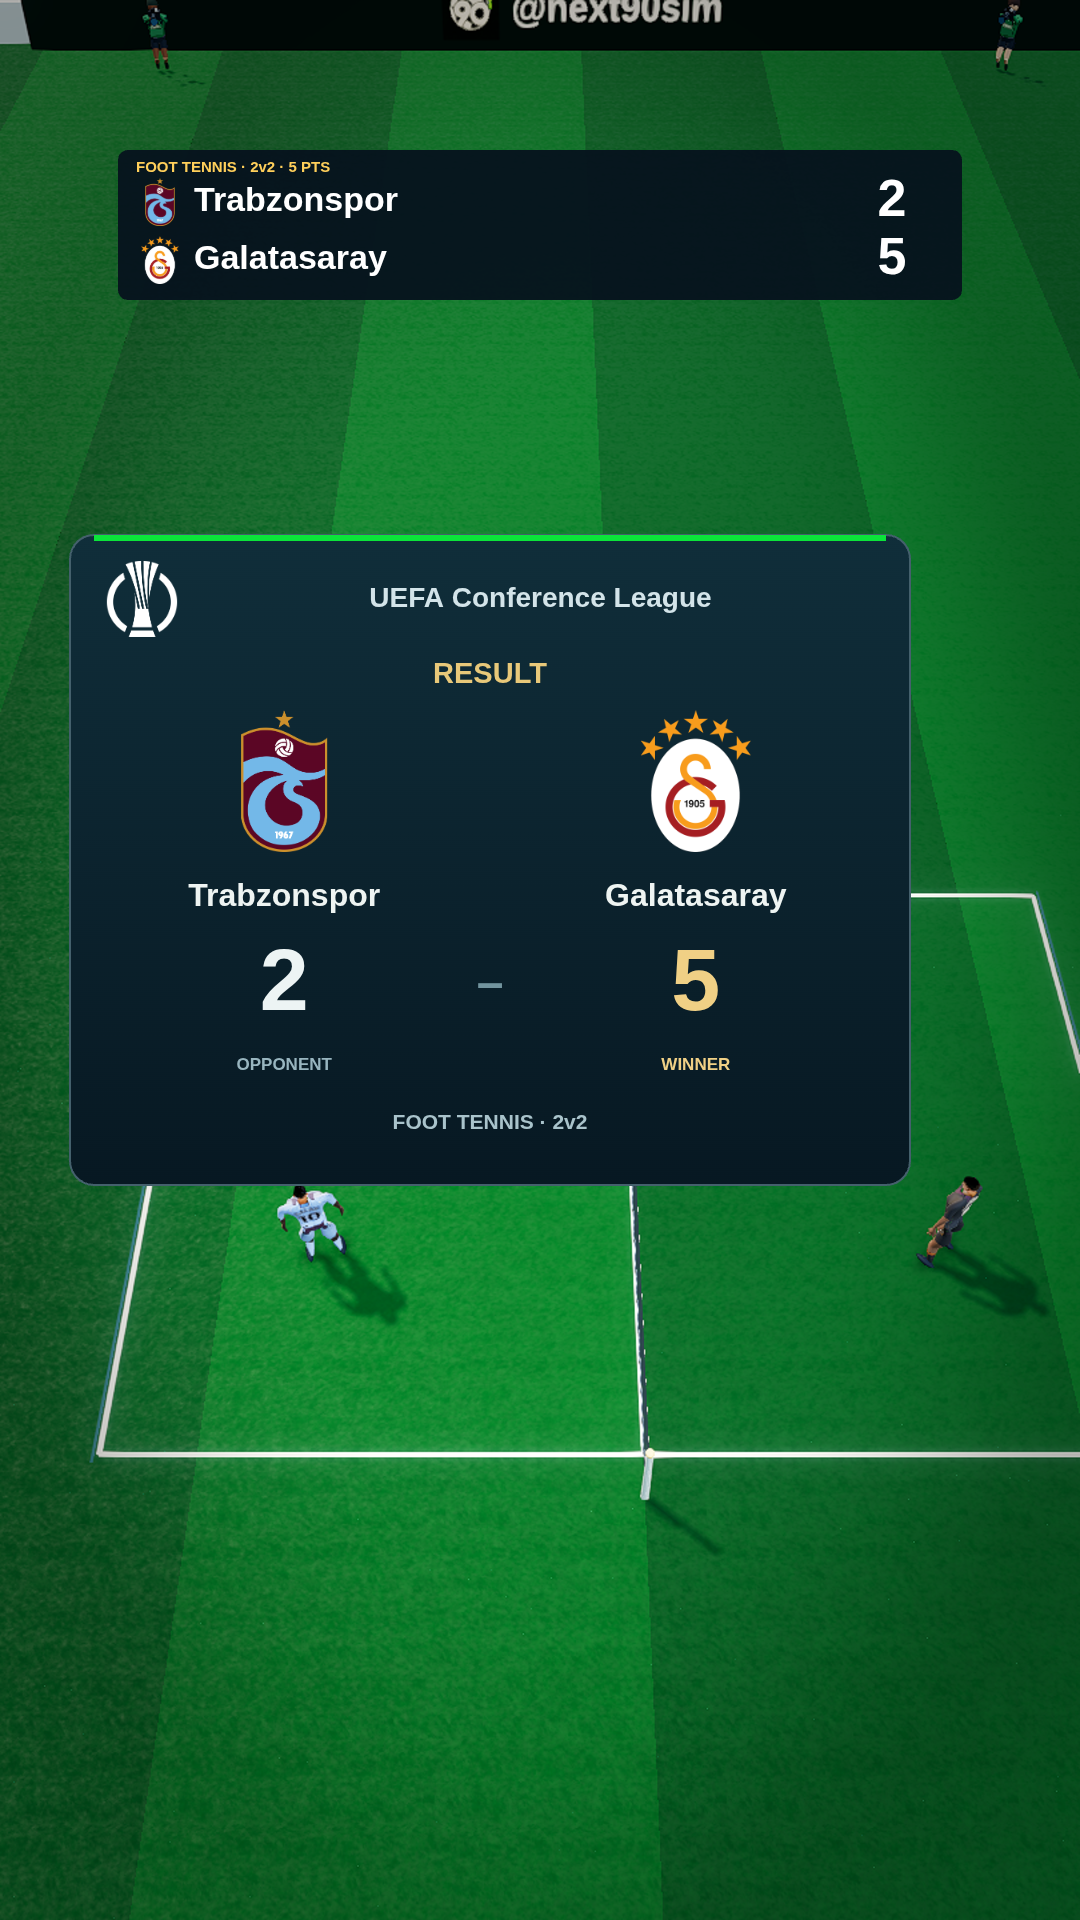 @next90sim
FOOT TENNIS · 2v2 · 5 PTS
Trabzonspor 2
Galatasaray 5
UEFA Conference League
RESULT
1967
1905
Trabzonspor
Galatasaray
2 – 5
OPPONENT
WINNER
FOOT TENNIS · 2v2
10